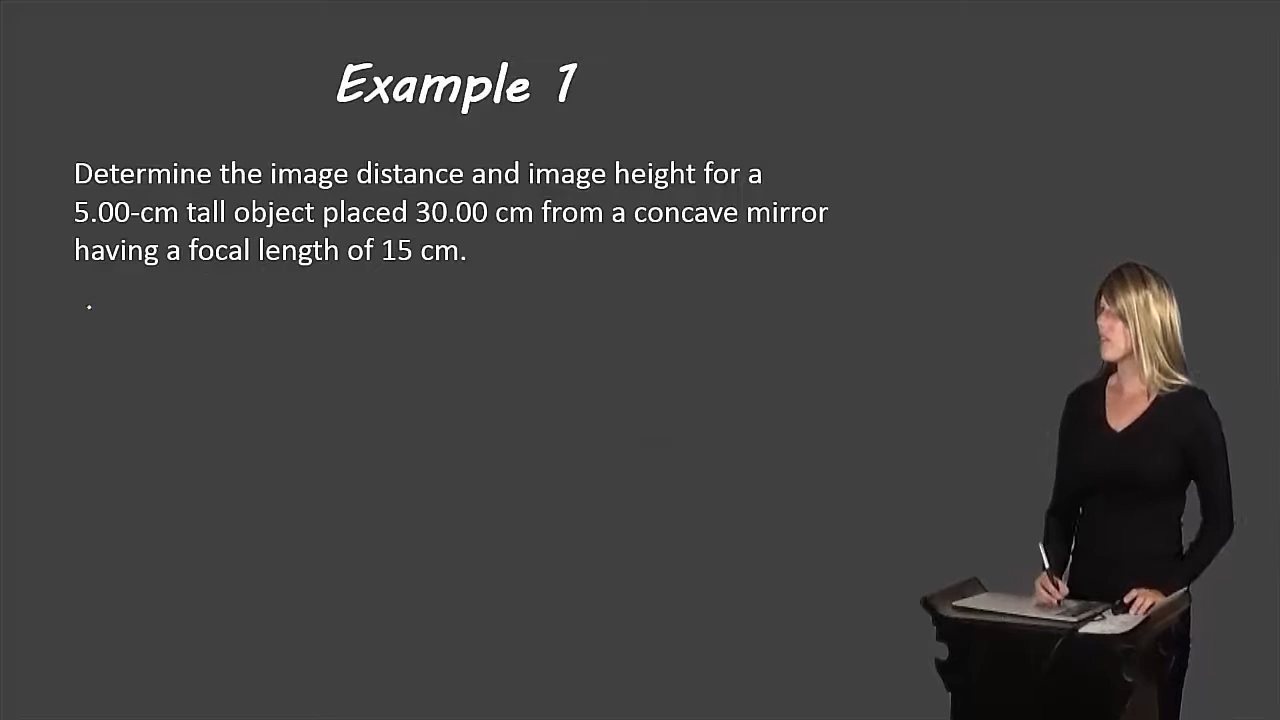 Example 1
Determine the image distance and image height for a
5.00-cm tall object placed 30.00 cm from a concave mirror
having a focal length of 15 cm.